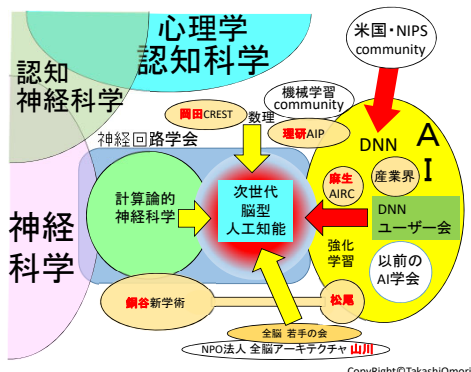 心理学
認知科学
米国・NIPS
community
認知
神経科学
機械学習
community
岡田CREST
数理
理研AIP
神経回路学会
DNN
A
I
麻生
AIRC
産業界
計算論的
神経科学
次世代
脳型
人工知能
DNN
ユーザー会
神経
科学
強化
学習
以前の
AI学会
銅谷新学術
松尾
全脳 若手の会
NPO法人 全脳アーキテクチャ 山川
CopyRight©TakashiOmori